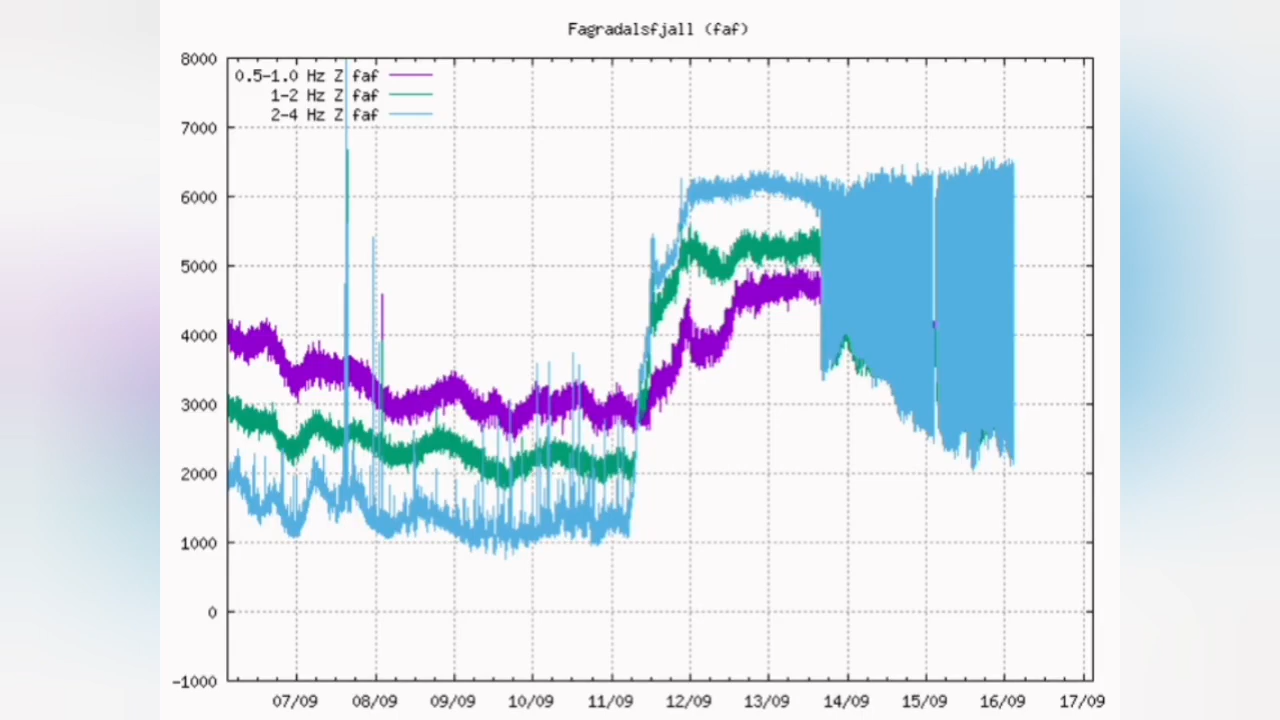 Fagradalsfjall (faf)
8000
0.5-1.0 Hz Z faf
1-2 Hz Z faf
2-4 Hz Z faf
7000
6000
5000
4000
3000
2000
1000
0
-1000
07/09 08/09 09/09 10/09 11/09 12/09 13/09 14/09 15/09 16/09 17/09